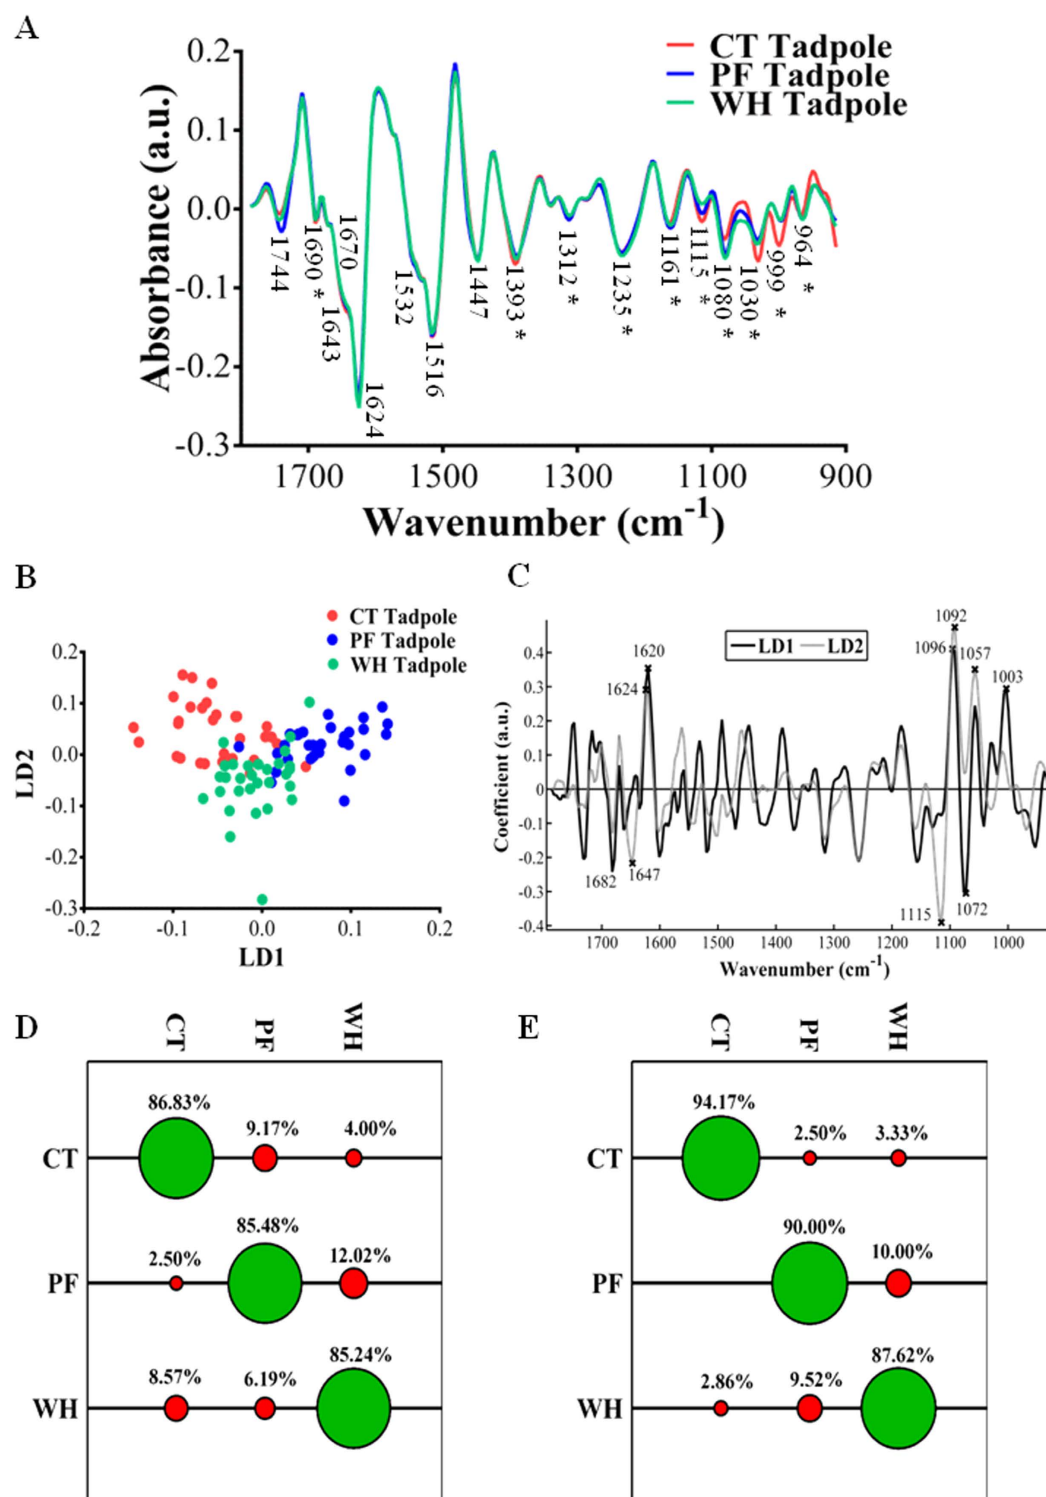 A
CT Tadpole
PF Tadpole
WH Tadpole
Absorbance (a.u.)
0.2
0.1
0.0
-0.1
-0.2
-0.3
1744
1690 *
1670
1643
1624
1532
1516
1447
1393 *
1312 *
1235 *
1161 *
1115 *
1080 *
1030 *
999 *
964 *
1700 1500 1300 1100 900
Wavenumber (cm-1)
B
CT Tadpole
PF Tadpole
WH Tadpole
LD2
0.2
0.1
0.0
-0.1
-0.2
-0.3
-0.2 -0.1 0.0 0.1 0.2
LD1
C
LD1 LD2
Coefficient (a.u.)
0.4
0.3
0.2
0.1
0
-0.1
-0.2
-0.3
-0.4
1620
1624
1682
1647
1092
1096
1057
1003
1115
1072
1700 1600 1500 1400 1300 1200 1100 1000
Wavenumber (cm-1)
D
CT PF WH
CT
86.83% 9.17% 4.00%
PF
2.50% 85.48% 12.02%
WH
8.57% 6.19% 85.24%
E
CT PF WH
CT
94.17% 2.50% 3.33%
PF
90.00% 10.00%
WH
2.86% 9.52% 87.62%